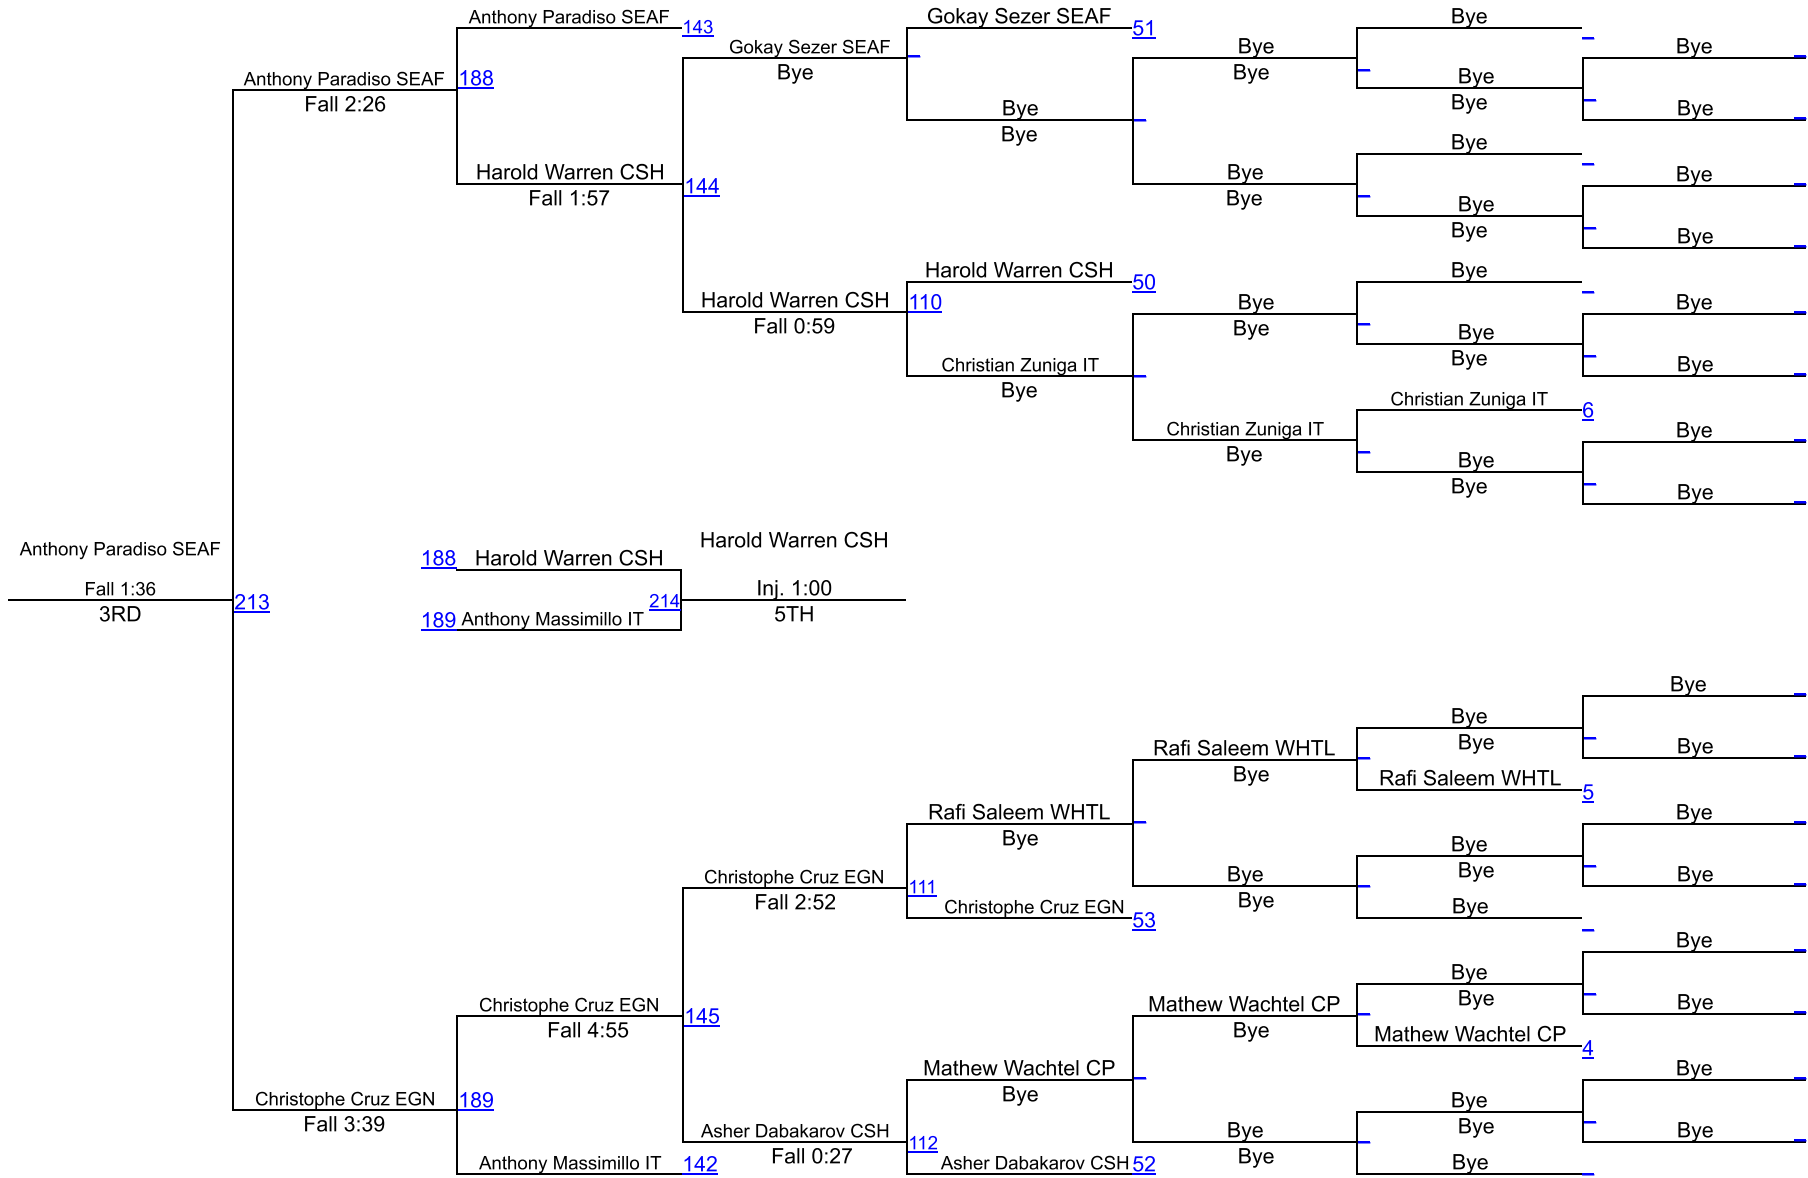 Anthony Paradiso SEAF
143
Gokay Sezer SEAF
51
Bye
Gokay Sezer SEAF
Bye
Bye
Bye
Anthony Paradiso SEAF
188
Bye
Bye
Bye
Fall 2:26
Bye
Bye
Bye
Bye
Bye
Harold Warren CSH
144
Bye
Bye
Fall 1:57
Bye
Bye
Bye
Bye
Harold Warren CSH
50
Bye
Harold Warren CSH
110
Bye
Bye
Fall 0:59
Bye
Bye
Christian Zuniga IT
Bye
Bye
Bye
Christian Zuniga IT
6
Christian Zuniga IT
Bye
Bye
Bye
Bye
Bye
Anthony Paradiso SEAF
188
Harold Warren CSH
Harold Warren CSH
Fall 1:36
213
214
Inj. 1:00
3RD
189
Anthony Massimillo IT
5TH
Bye
Bye
Rafi Saleem WHTL
Bye
Bye
Bye
Rafi Saleem WHTL
5
Rafi Saleem WHTL
Bye
Bye
Bye
Christophe Cruz EGN
111
Bye
Bye
Bye
Fall 2:52
Christophe Cruz EGN
53
Bye
Bye
Bye
Bye
Christophe Cruz EGN
145
Mathew Wachtel CP
Bye
Bye
Fall 4:55
Bye
Mathew Wachtel CP
4
Mathew Wachtel CP
Bye
Bye
Christophe Cruz EGN
189
Bye
Fall 3:39
Asher Dabakarov CSH
112
Bye
Bye
Bye
Anthony Massimillo IT
142
Fall 0:27
Asher Dabakarov CSH
52
Bye
Bye